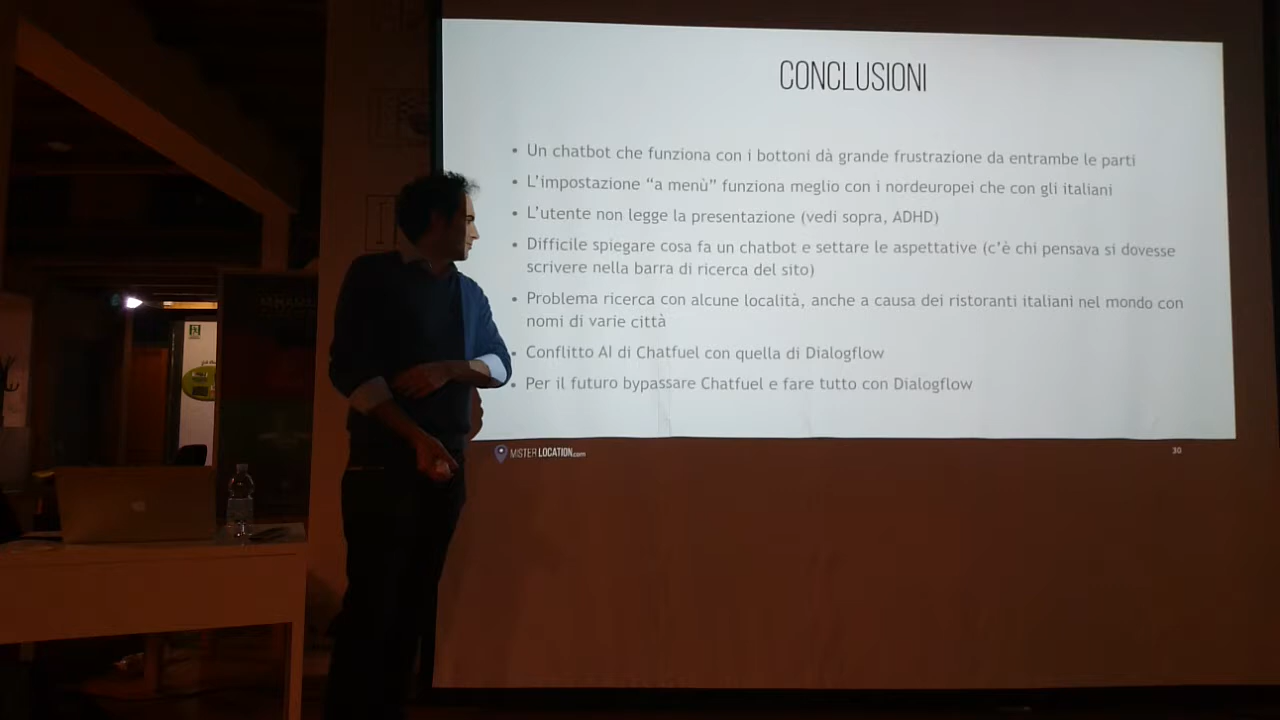 CONCLUSIONI
• Un chatbot che funziona con i bottoni dà grande frustrazione da entrambe le parti
• L'impostazione “a menù” funziona meglio con i nordeuropei che con gli italiani
• L'utente non legge la presentazione (vedi sopra, ADHD)
• Difficile spiegare cosa fa un chatbot e settare le aspettative (c'è chi pensava si dovesse
scrivere nella barra di ricerca del sito)
• Problema ricerca con alcune località, anche a causa dei ristoranti italiani nel mondo con
nomi di varie città
• Conflitto AI di Chatfuel con quella di Dialogflow
• Per il futuro bypassare Chatfuel e fare tutto con Dialogflow
MISTER LOCATION.com
30